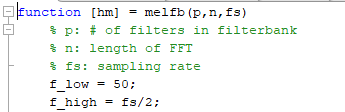 function [hm] = melfb(p,n,fs)
% p: # of filters in filterbank
% n: length of FFT
% fs: sampling rate
f_low = 50;
f_high = fs/2;